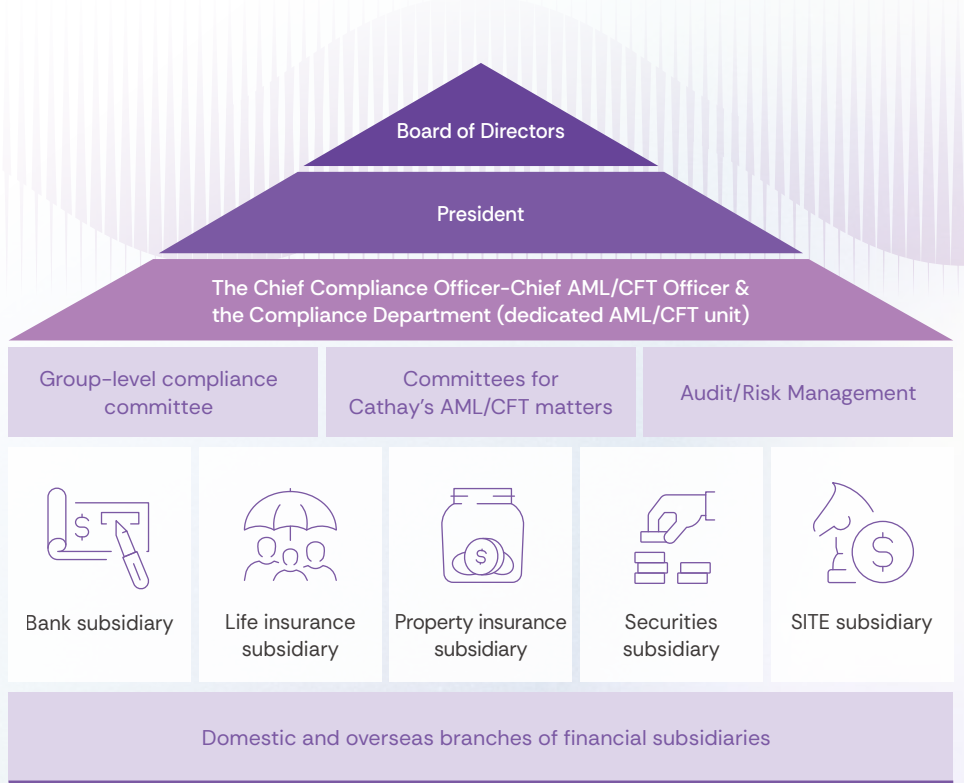 Board of Directors
President
The Chief Compliance Officer-Chief AML/CFT Officer &
the Compliance Department (dedicated AML/CFT unit)
Group-level compliance
committee
Committees for
Cathay's AML/CFT matters
Audit/Risk Management
$
$
$
Bank subsidiary
Life insurance
subsidiary
Property insurance
subsidiary
Securities
subsidiary
SITE subsidiary
Domestic and overseas branches of financial subsidiaries